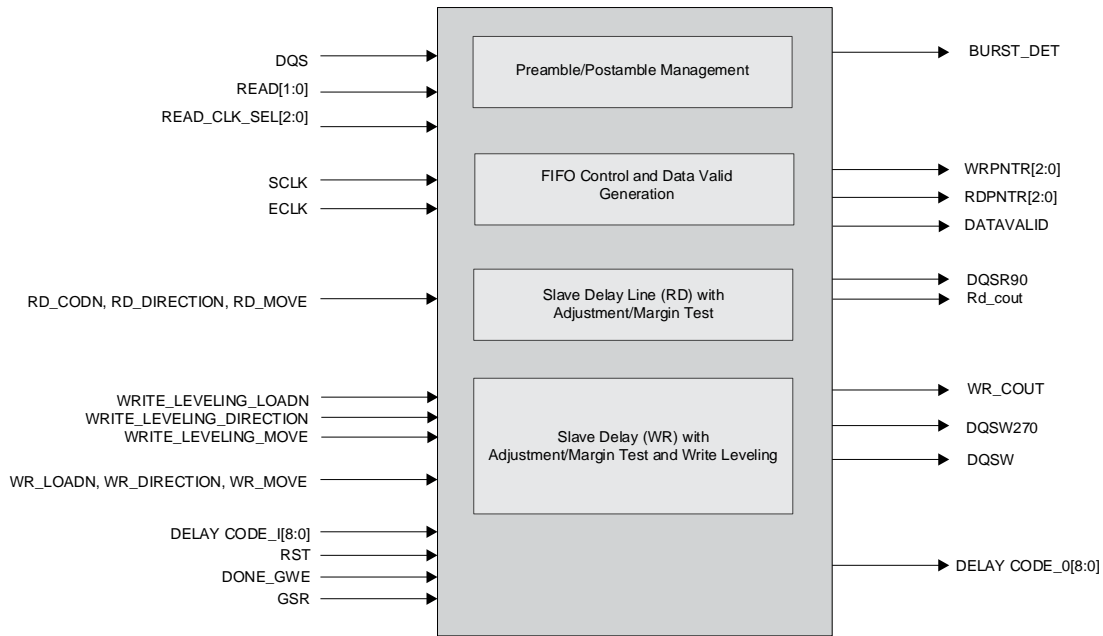 DQS
READ[1:0]
READ_CLK_SEL[2:0]
SCLK
ECLK
RD_CODN, RD_DIRECTION, RD_MOVE
WRITE_LEVELING_LOADN
WRITE_LEVELING_DIRECTION
WRITE_LEVELING_MOVE
WR_LOADN, WR_DIRECTION, WR_MOVE
DELAY CODE_I[8:0]
RST
DONE_GWE
GSR
Preamble/Postamble Management
FIFO Control and Data Valid
Generation
Slave Delay Line (RD) with
Adjustment/Margin Test
Slave Delay (WR) with
Adjustment/Margin Test and Write Leveling
BURST_DET
WRPNTR[2:0]
RDPNTR[2:0]
DATAVALID
DQSR90
Rd_cout
WR_COUT
DQSW270
DQSW
DELAY CODE_0[8:0]